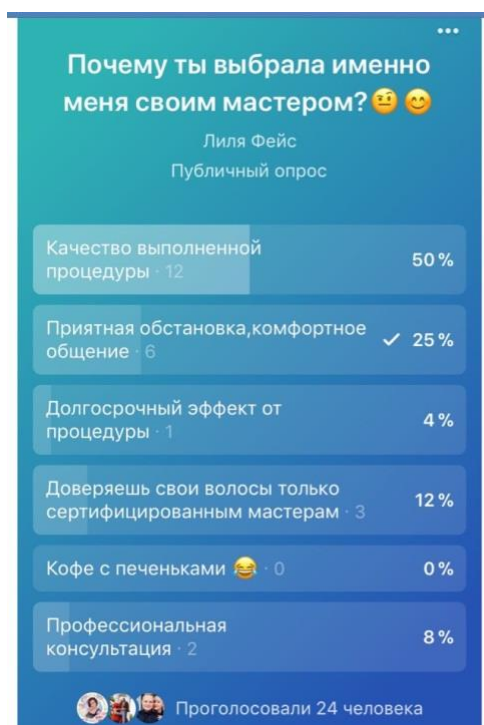 Почему ты выбрала именно
меня своим мастером?🤨😊
Лиля Фейс
Публичный опрос
Качество выполненной
процедуры · 12
50 %
Приятная обстановка,комфортное
общение · 6
✓ 25 %
Долгосрочный эффект от
процедуры · 1
4 %
Доверяешь свои волосы только
сертифицированным мастерам · 3
12 %
Кофе с печеньками 😂 · 0
0 %
Профессиональная
консультация · 2
8 %
Проголосовали 24 человека